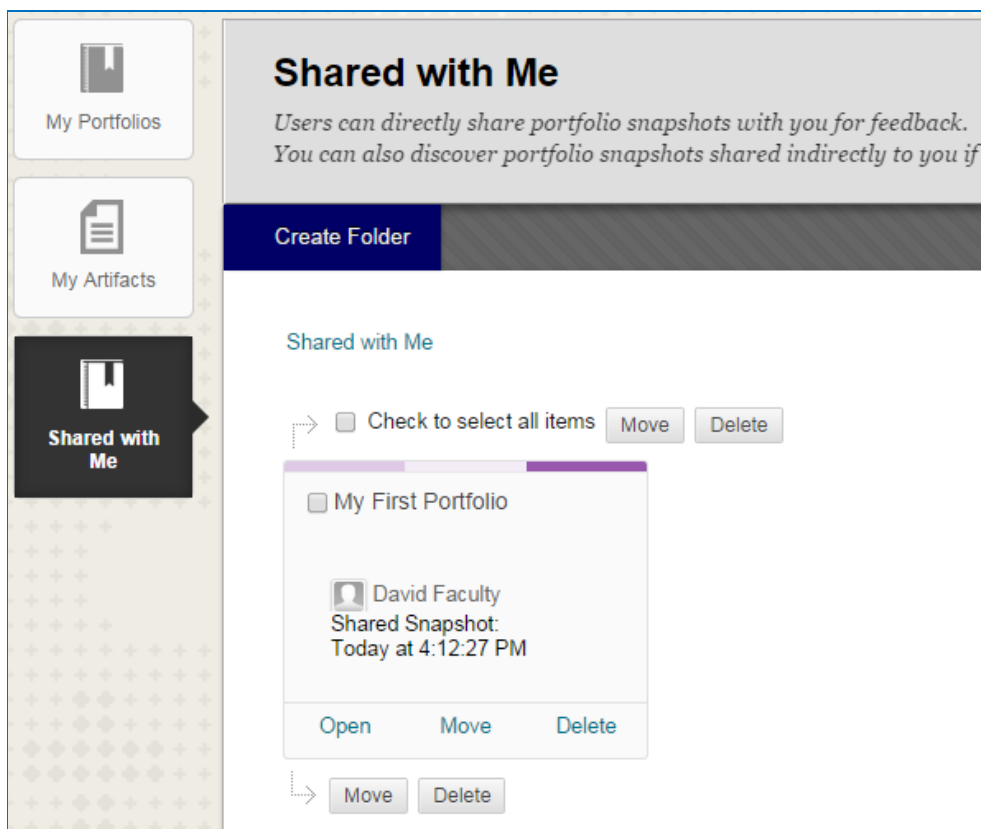 My Portfolios
My Artifacts
Shared with
Me
Shared with Me
Users can directly share portfolio snapshots with you for feedback.
You can also discover portfolio snapshots shared indirectly to you if
Create Folder
Shared with Me
Check to select all items Move Delete
My First Portfolio
David Faculty
Shared Snapshot:
Today at 4:12:27 PM
Open Move Delete
Move Delete